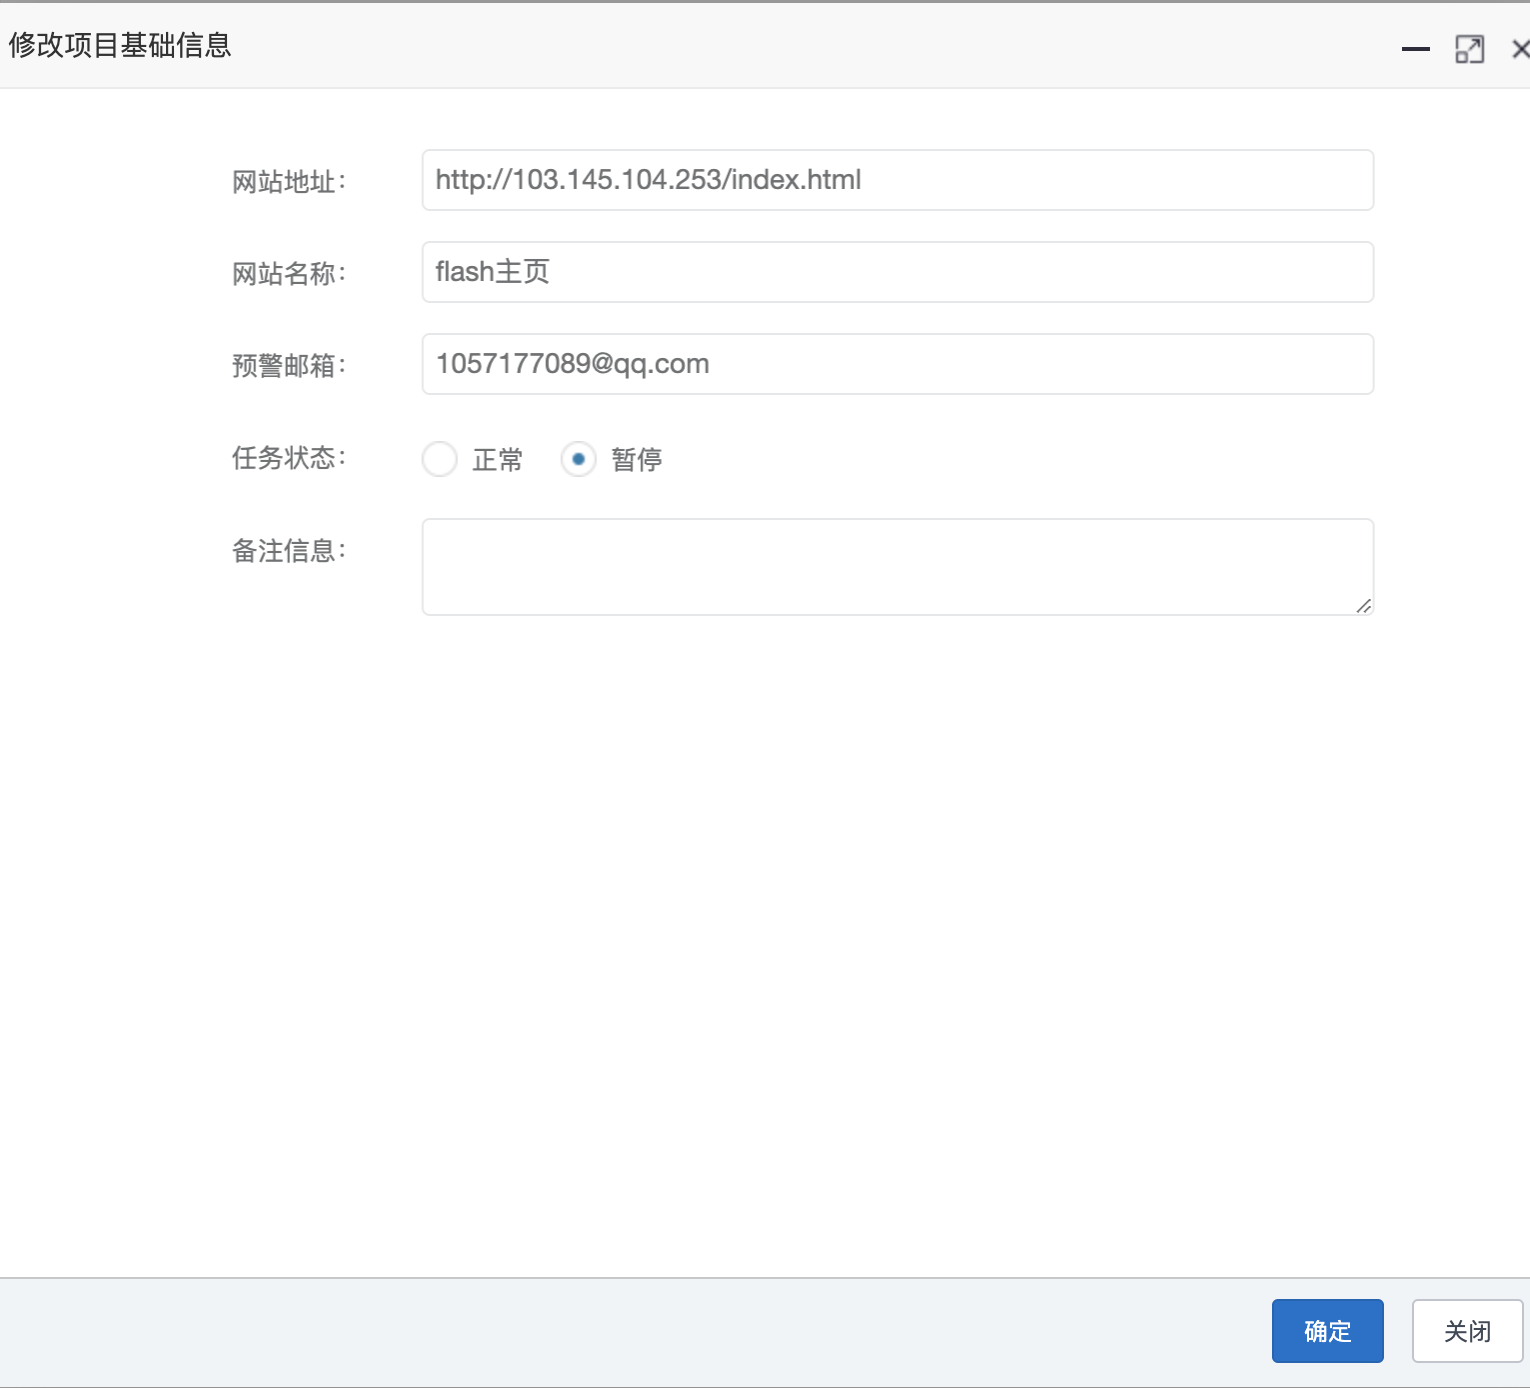 修改项目基础信息
网站地址：
http://103.145.104.253/index.html
网站名称：
flash主页
预警邮箱：
1057177089@qq.com
任务状态：
正常 暂停
备注信息：
确定 关闭